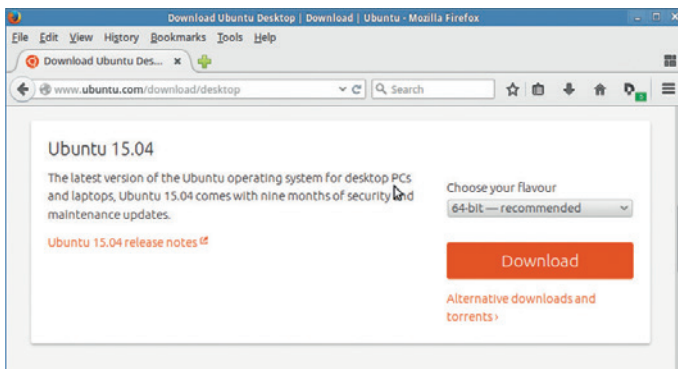 Download Ubuntu Desktop | Download | Ubuntu - Mozilla Firefox
File Edit View History Bookmarks Tools Help
Download Ubuntu Des...
www.ubuntu.com/download/desktop
Search
Ubuntu 15.04
The latest version of the Ubuntu operating system for desktop PCs
and laptops, Ubuntu 15.04 comes with nine months of security and
maintenance updates.
Ubuntu 15.04 release notes
Choose your flavour
64-bit — recommended
Download
Alternative downloads and
torrents ›